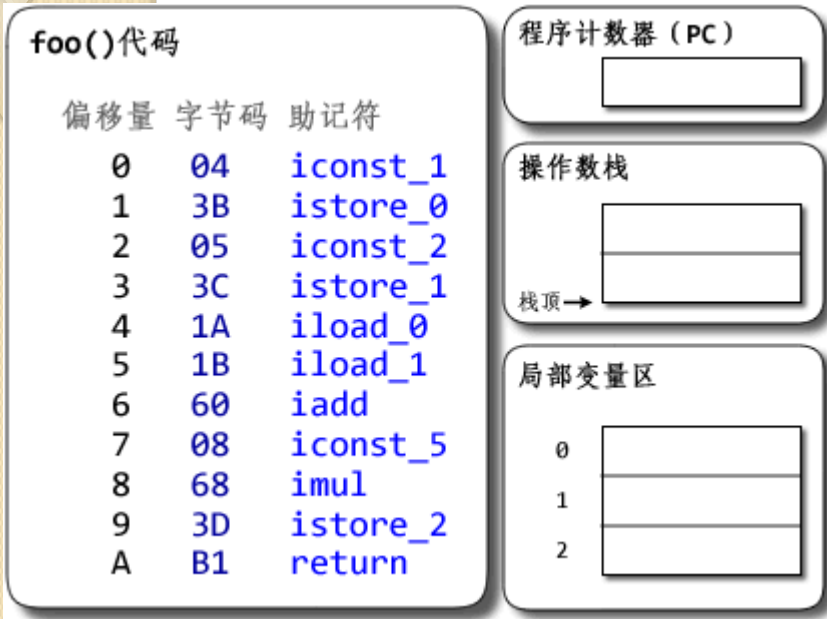 foo()代码
偏移量 字节码 助记符
0 04 iconst_1
1 3B istore_0
2 05 iconst_2
3 3C istore_1
4 1A iload_0
5 1B iload_1
6 60 iadd
7 08 iconst_5
8 68 imul
9 3D istore_2
A B1 return
程序计数器（PC）
操作数栈
栈顶→
局部变量区
0
1
2